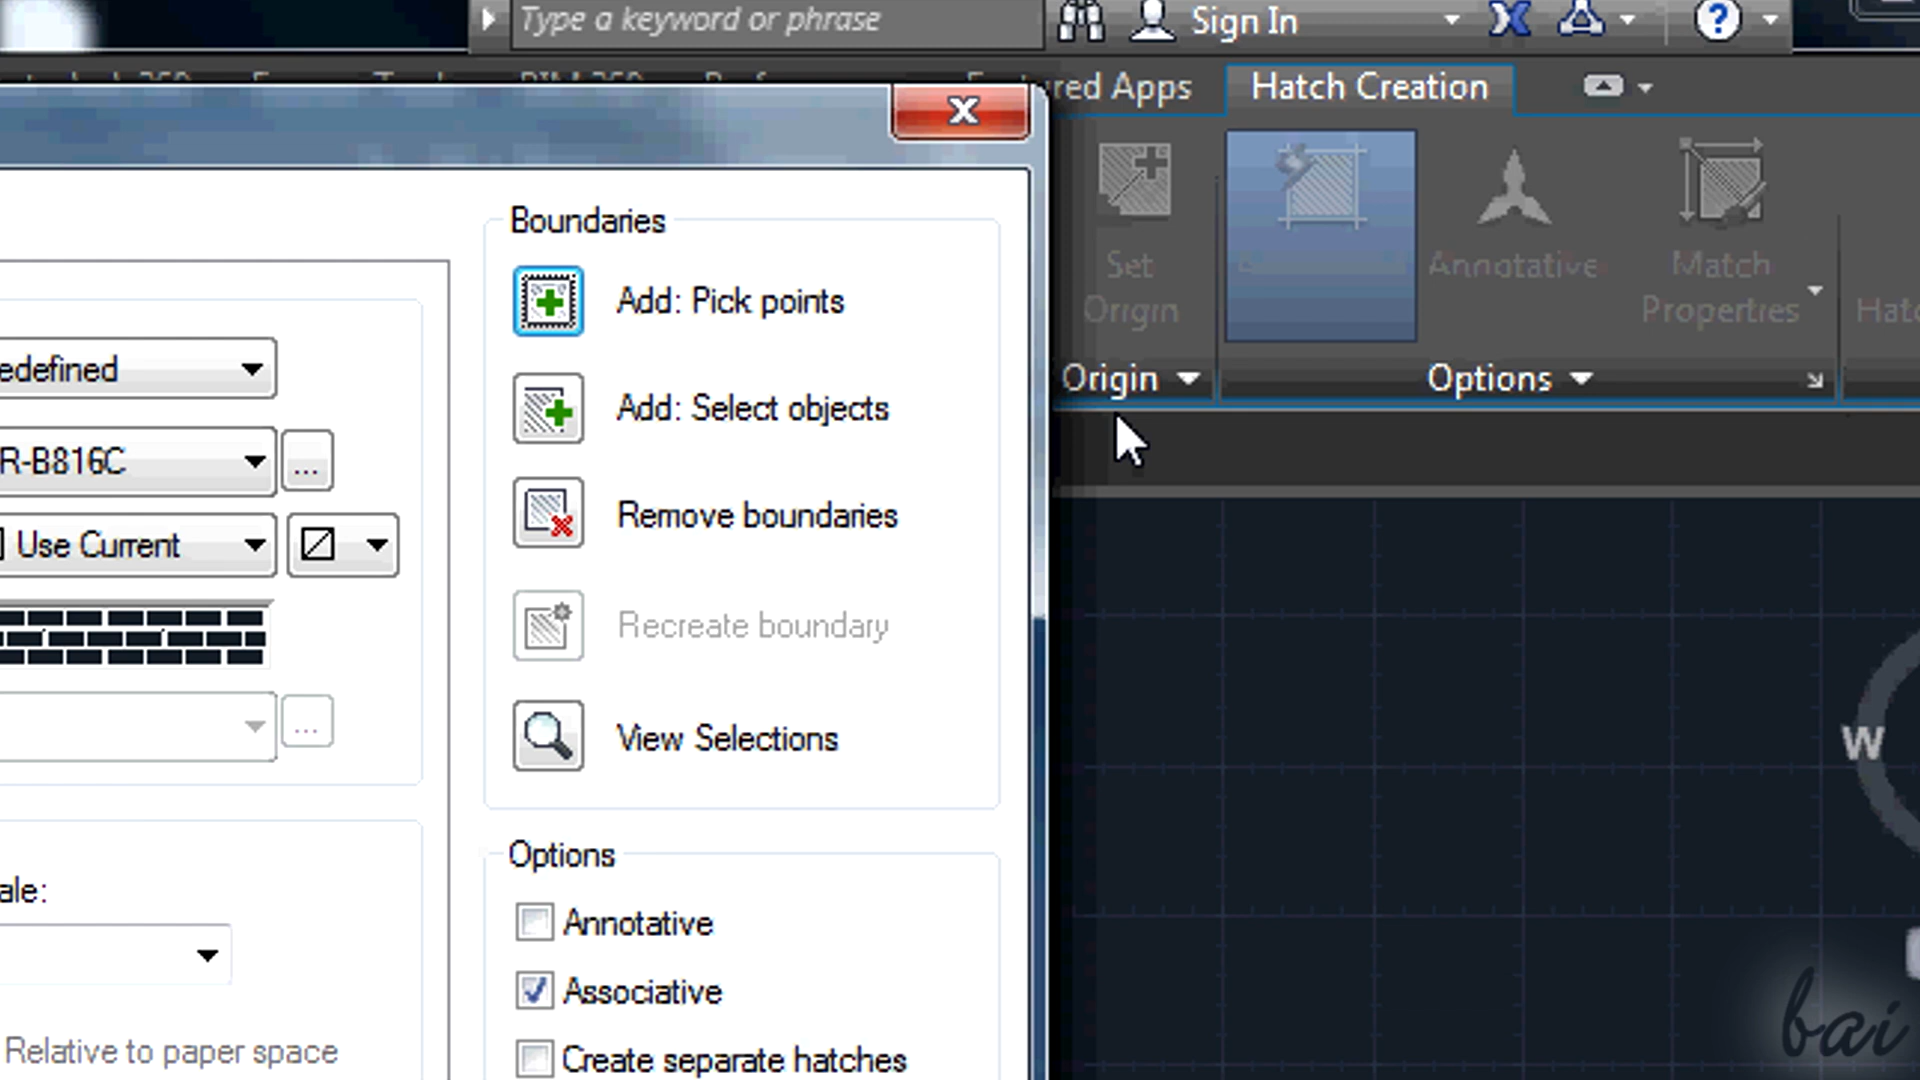 Type a keyword or phrase
Sign In
red Apps
Hatch Creation
Boundaries
Add: Pick points
Add: Select objects
Remove boundaries
Recreate boundary
View Selections
Options
Annotative
Associative
Create separate hatches
edefined
R-B816C
...
Use Current
...
ale:
Relative to paper space
Set
Origin
Annotative
Match
Properties
Hatc
Origin
Options
W
bai